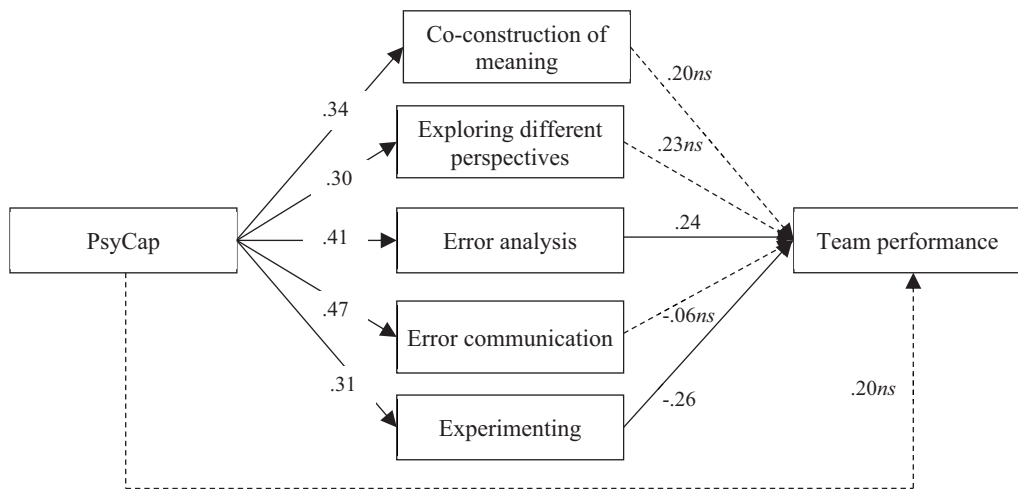 Co-construction of
meaning
.20ns
.34
Exploring different
perspectives
.23ns
.30
PsyCap
.41
Error analysis
.24
Team performance
.47
Error communication
-.06ns
.31
Experimenting
-.26
.20ns